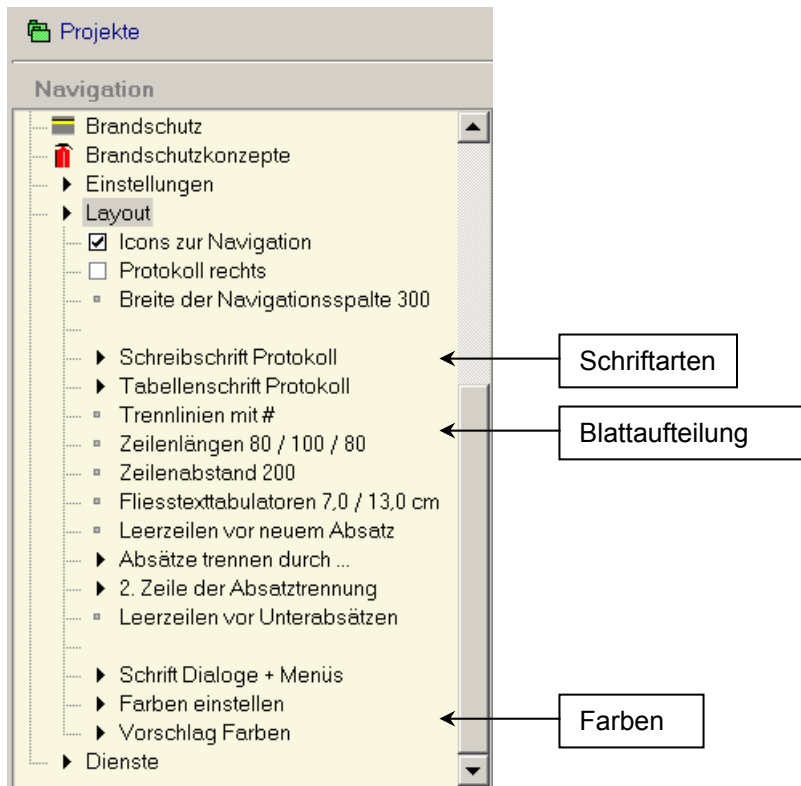 Projekte
Navigation
Brandschutz
Brandschutzkonzepte
Einstellungen
Layout
Icons zur Navigation
Protokoll rechts
Breite der Navigationsspalte 300
Schreibschrift Protokoll
Schriftarten
Tabellenschrift Protokoll
Trennlinien mit #
Blattaufteilung
Zeilenlängen 80 / 100 / 80
Zeilenabstand 200
Fliesstexttabulatoren 7,0 / 13,0 cm
Leerzeilen vor neuem Absatz
Absätze trennen durch ...
2. Zeile der Absatztrennung
Leerzeilen vor Unterabsätzen
Schrift Dialoge + Menüs
Farben einstellen
Farben
Vorschlag Farben
Dienste